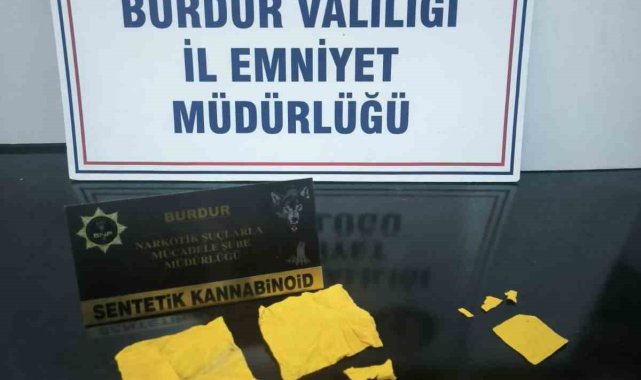 BURDUR VALİLİĞİ
İL EMNİYET
MÜDÜRLÜĞÜ
BURDUR
NARKOTİK SUÇLARLA
MÜCADELE ŞUBE
MÜDÜRLÜĞÜ
SENTETİK KANNABİNOİD